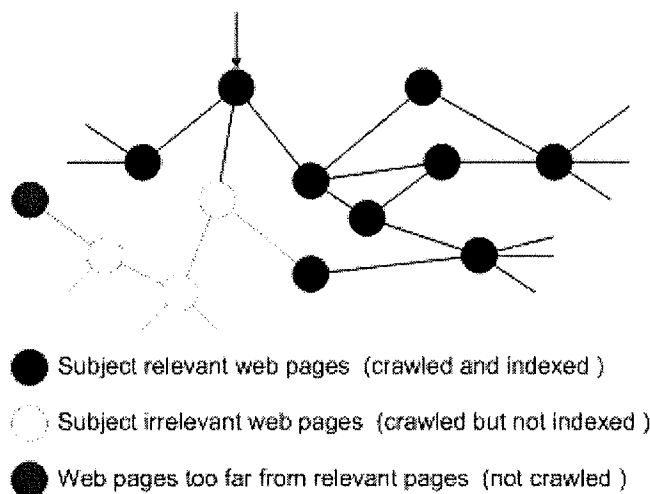 Subject relevant web pages (crawled and indexed )
Subject irrelevant web pages (crawled but not indexed )
Web pages too far from relevant pages (not crawled )